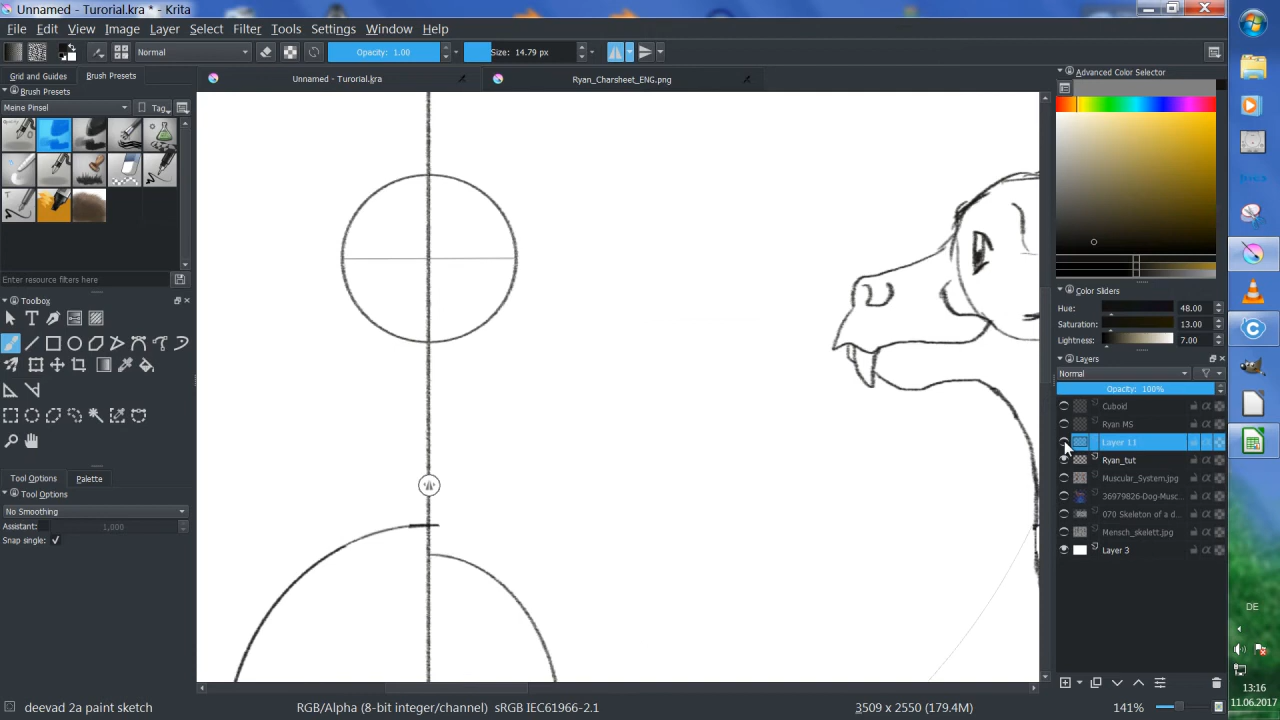 Unnamed - Turorial.kra * - Krita
File Edit View Image Layer Select Filter Tools Settings Window Help
Normal Opacity: 1.00 Size: 14.79 px
Grid and Guides Brush Presets
Unnamed - Turorial.kra Ryan_Charsheet_ENG.png
Brush Presets
Meine Pinsel Tag
Enter resource filters here
Toolbox
Tool Options Palette
Tool Options
No Smoothing
Assistant: 1,000
Snap single:
Advanced Color Selector
Color Sliders
Hue: 48.00
Saturation: 13.00
Lightness: 7.00
Layers
Normal
Opacity: 100%
Cuboid
Ryan MS
Layer 11
Ryan_tut
Muscular_System.jpg
36979826-Dog-Musc...
070 Skeleton of a d...
Mensch_skelett.jpg
Layer 3
DE
13:16
11.06.2017
deevad 2a paint sketch RGB/Alpha (8-bit integer/channel) sRGB IEC61966-2.1 3509 x 2550 (179.4M) 141%